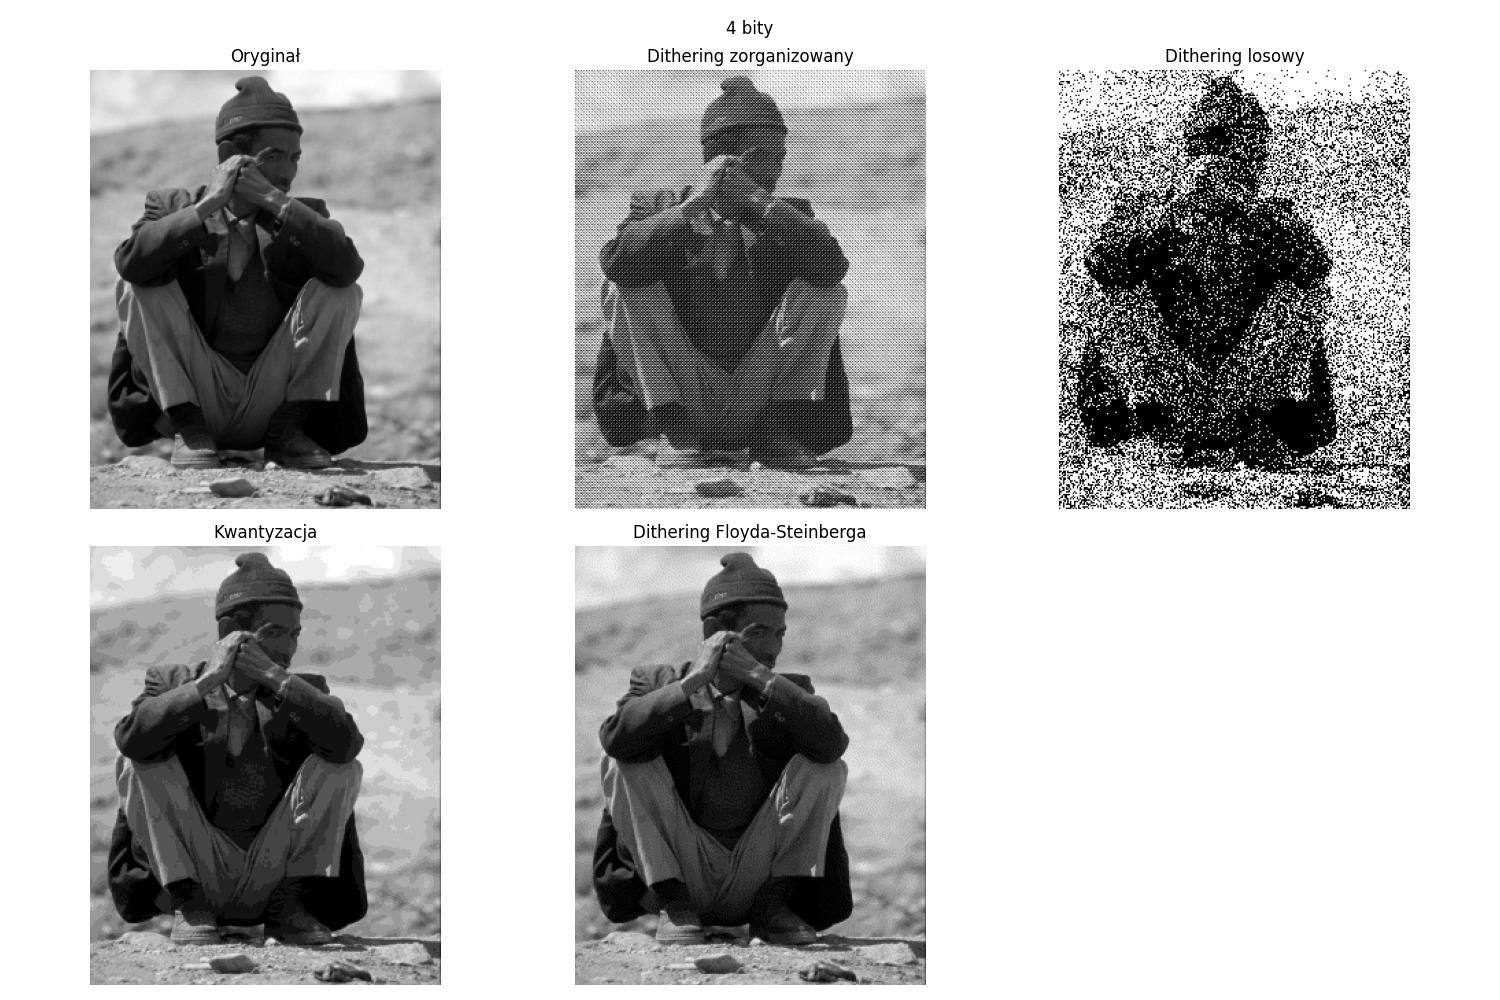 4 bity
Oryginał
Dithering zorganizowany
Dithering losowy
Kwantyzacja
Dithering Floyda-Steinberga